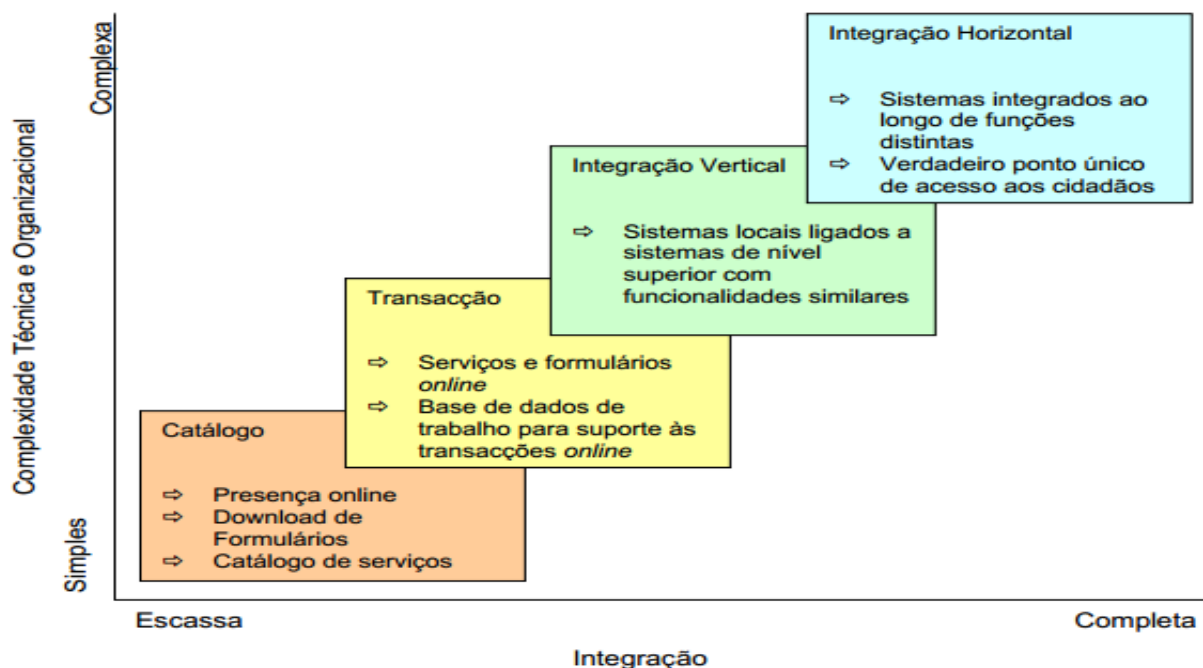 Complexa
Complexidade Técnica e Organizacional
Simples
Integração Horizontal
⇨ Sistemas integrados ao
longo de funções
distintas
⇨ Verdadeiro ponto único
de acesso aos cidadãos
Integração Vertical
⇨ Sistemas locais ligados a
sistemas de nível
superior com
funcionalidades similares
Transacção
⇨ Serviços e formulários
online
⇨ Base de dados de
trabalho para suporte às
transacções online
Catálogo
⇨ Presença online
⇨ Download de
Formulários
⇨ Catálogo de serviços
Escassa
Completa
Integração